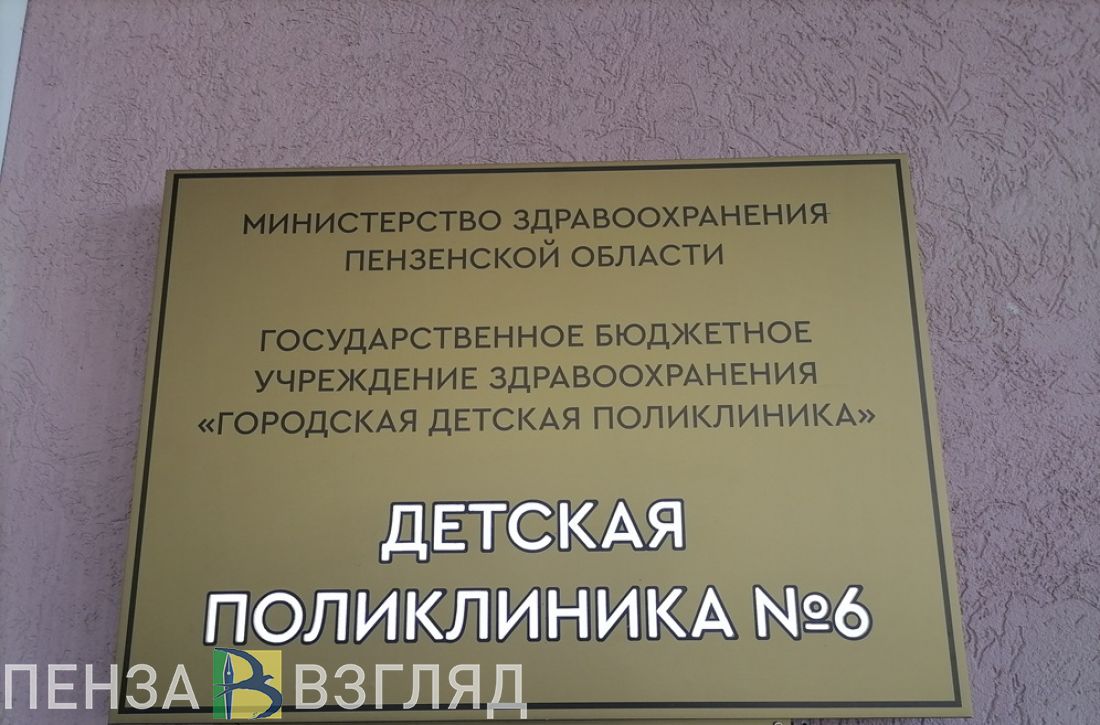 МИНИСТЕРСТВО ЗДРАВООХРАНЕНИЯ
ПЕНЗЕНСКОЙ ОБЛАСТИ
ГОСУДАРСТВЕННОЕ БЮДЖЕТНОЕ
УЧРЕЖДЕНИЕ ЗДРАВООХРАНЕНИЯ
«ГОРОДСКАЯ ДЕТСКАЯ ПОЛИКЛИНИКА»
ДЕТСКАЯ
ПОЛИКЛИНИКА №6
ПЕНЗА В ВЗГЛЯД